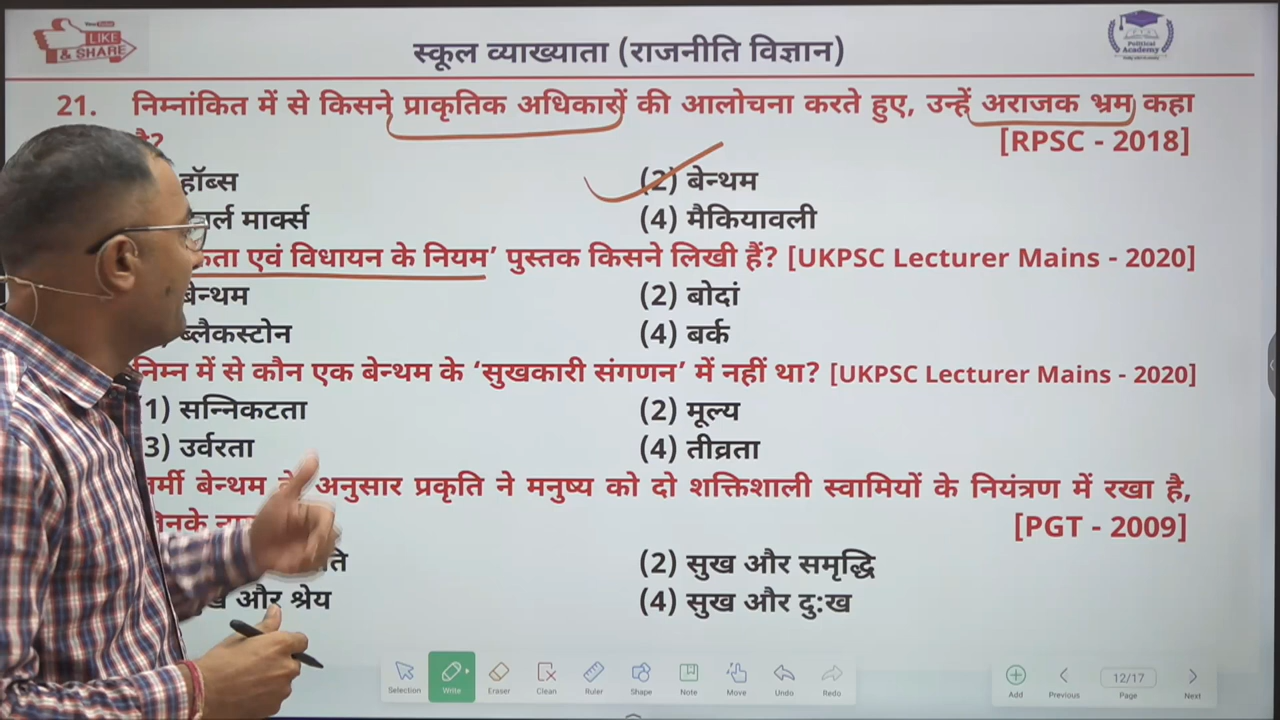 LIKE
& SHARE
स्कूल व्याख्याता (राजनीति विज्ञान)
Political
Academy
21. निम्नांकित में से किसने प्राकृतिक अधिकारों की आलोचना करते हुए, उन्हें अराजक भ्रम कहा
है? [RPSC - 2018]
हॉब्स (2) बेन्थम
मार्क्स (4) मैकियावली
एवं विधायन के नियम’ पुस्तक किसने लिखी हैं? [UKPSC Lecturer Mains - 2020]
बेन्थम (2) बोदां
ब्लैकस्टोन (4) बर्क
निम्न में से कौन एक बेन्थम के ‘सुखकारी संगणन’ में नहीं था? [UKPSC Lecturer Mains - 2020]
(1) सन्निकटता (2) मूल्य
3) उर्वरता (4) तीव्रता
बेन्थम के अनुसार प्रकृति ने मनुष्य को दो शक्तिशाली स्वामियों के नियंत्रण में रखा है,
[PGT - 2009]
(2) सुख और समृद्धि
और श्रेय (4) सुख और दुःख
Selection Write Eraser Clean Ruler Shape Note Move Undo Redo
Add Previous 12/17 Page Next